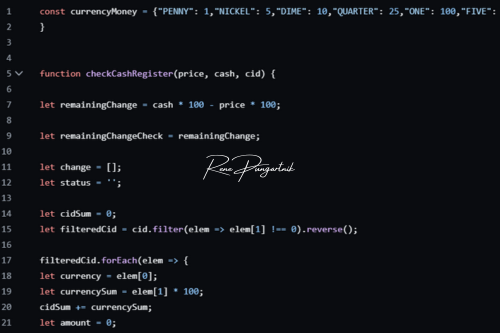 1 const currencyMoney = {"PENNY": 1,"NICKEL": 5,"DIME": 10,"QUARTER": 25,"ONE": 100,"FIVE":
2 }
3
4
5 function checkCashRegister(price, cash, cid) {
6
7 let remainingChange = cash * 100 - price * 100;
8
9 let remainingChangeCheck = remainingChange;
10
11 let change = [];
12 let status = '';
Rene Pungartnik
13
14 let cidSum = 0;
15 let filteredCid = cid.filter(elem => elem[1] !== 0).reverse();
16
17 filteredCid.forEach(elem => {
18 let currency = elem[0];
19 let currencySum = elem[1] * 100;
20 cidSum += currencySum;
21 let amount = 0;